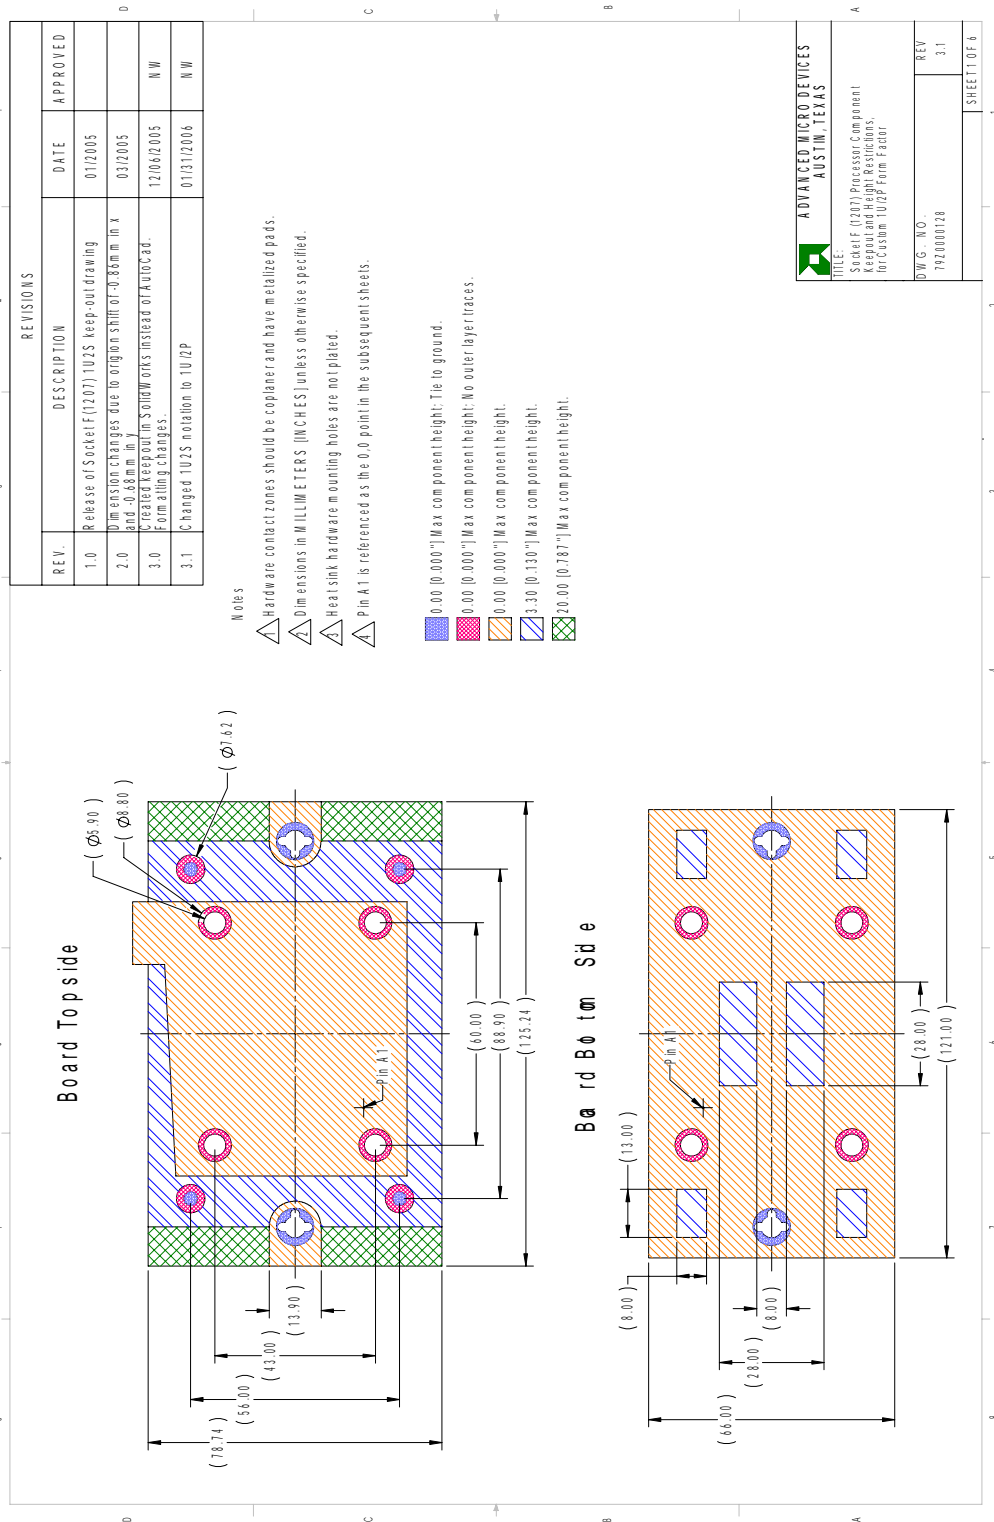 REVISIONS
REV. DESCRIPTION DATE APPROVED
1.0 Release of Socket F (1207) 1U2S keep-out drawing 01/2005
2.0 Dimension changes due to origion shift of -0.88mm in x 03/2005
and -0.68mm in y
3.0 Created keepout in SolidWorks instead of AutoCad. 12/06/2005 NW
Formatting changes.
3.1 Changed 1U2S notation to 1U/2P 01/31/2006 NW
Notes
1 Hardware contact zones should be coplaner and have metalized pads.
2 Dimensions in MILLIMETERS [INCHES] unless otherwise specified.
3 Heatsink hardware mounting holes are not plated.
4 Pin A1 is referenced as the 0,0 point in the subsequent sheets.
0.00 [0.000"] Max component height; Tie to ground.
0.00 [0.000"] Max component height; No outer layer traces.
0.00 [0.000"] Max component height.
3.30 [0.130"] Max component height.
20.00 [0.787"] Max component height.
Board Topside
( Ø5.90 )
( Ø8.80 )
( Ø7.62 )
Pin A1
(60.00 )
(88.90 )
(125.24 )
(13.90 )
(43.00 )
(56.00 )
(78.74 )
Board Bottom Side
Pin A1
(13.00 )
(8.00 )
(8.00 )
(28.00 )
(66.00 )
(28.00 )
(121.00 )
ADVANCED MICRO DEVICES
AUSTIN, TEXAS
TITLE:
Socket F (1207) Processor Component
Keepout and Height Restrictions,
for Custom 1U/2P Form Factor
DWG. NO. REV
79Z0000128 3.1
SHEET 1 OF 6
D
C
B
A
D
C
B
A